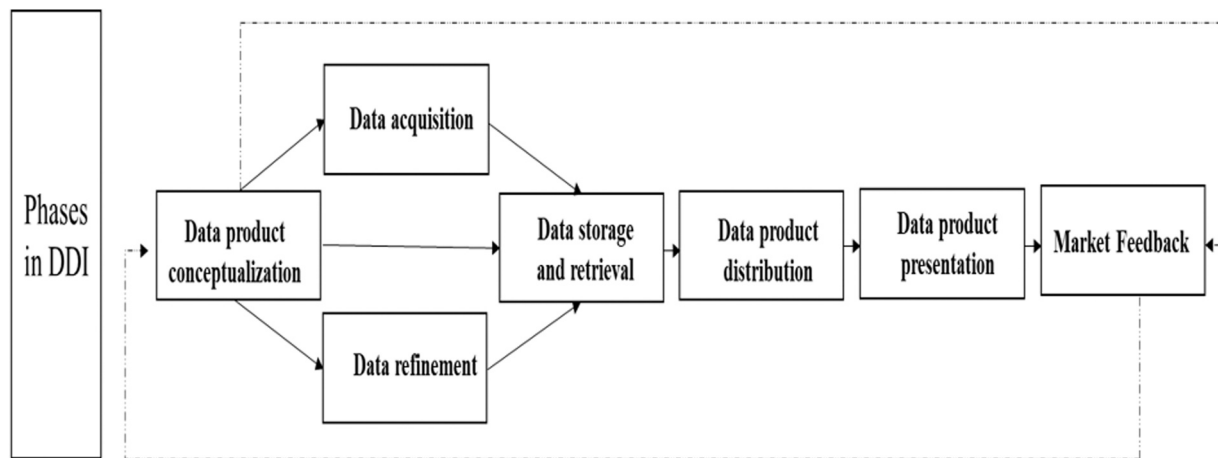 Phases
in DDI
Data product
conceptualization
Data acquisition
Data refinement
Data storage
and retrieval
Data product
distribution
Data product
presentation
Market Feedback